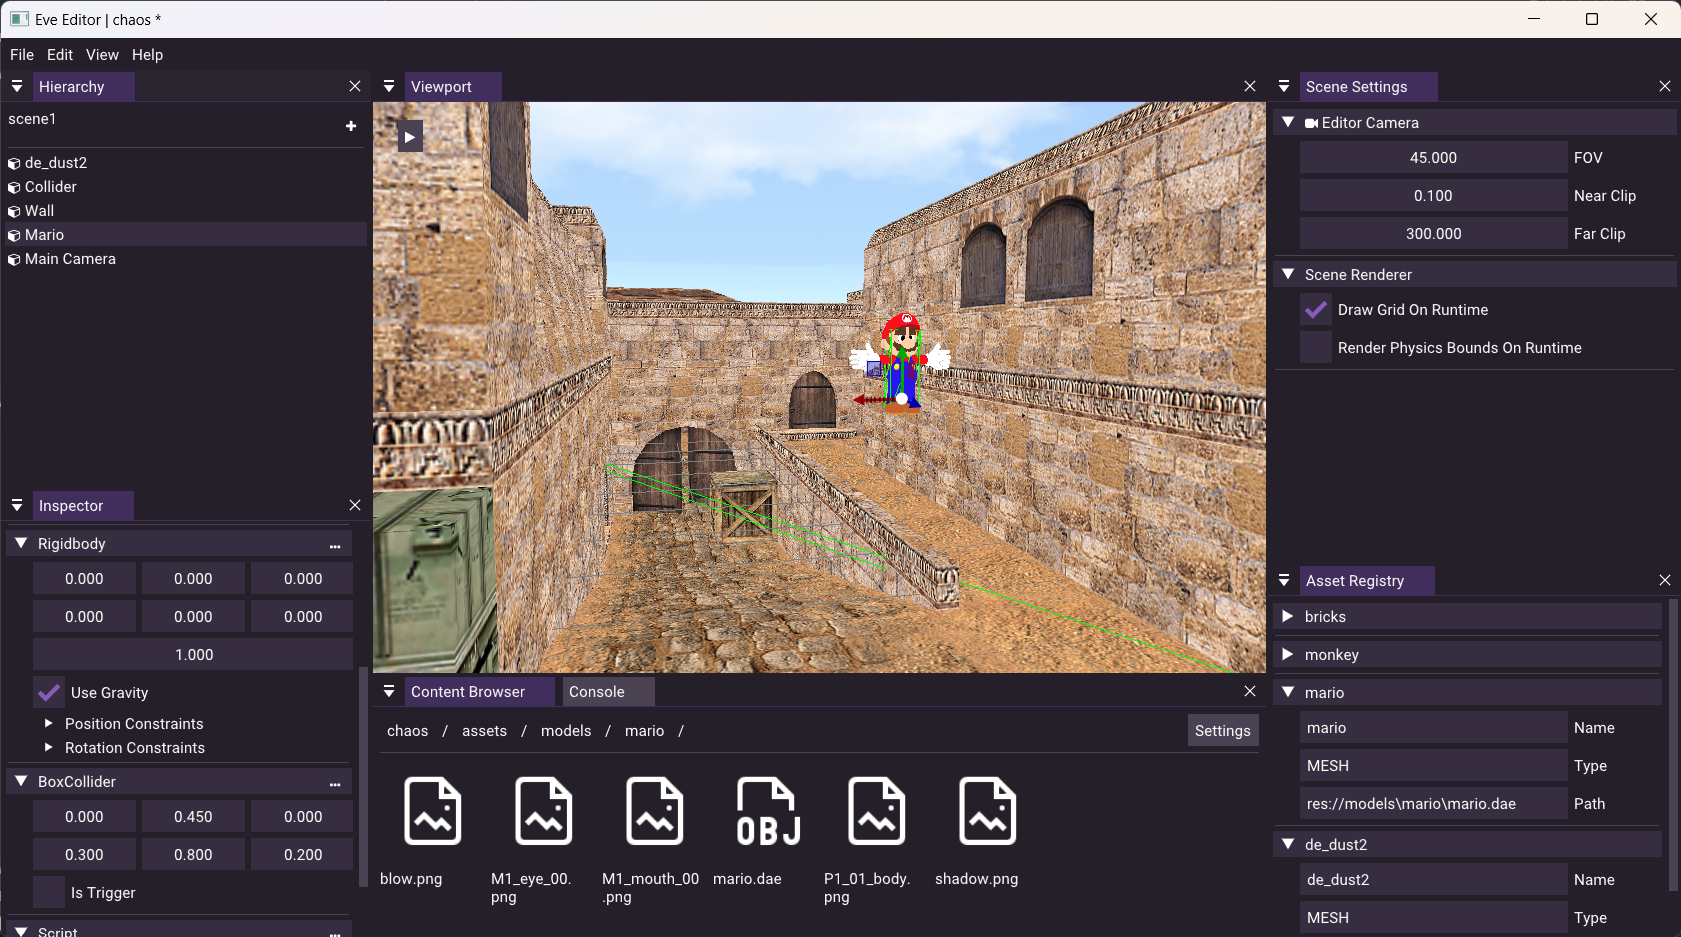 Eve Editor | chaos *
File Edit View Help
Hierarchy
scene1
de_dust2
Collider
Wall
Mario
Main Camera
Inspector
Rigidbody
0.000 0.000 0.000
0.000 0.000 0.000
1.000
Use Gravity
Position Constraints
Rotation Constraints
BoxCollider
0.000 0.450 0.000
0.300 0.800 0.200
Is Trigger
Script
Viewport
M
Content Browser Console
chaos / assets / models / mario /
Settings
OBJ
blow.png
M1_eye_00.
png
M1_mouth_00
.png
mario.dae
P1_01_body.
png
shadow.png
Scene Settings
Editor Camera
45.000 FOV
0.100 Near Clip
300.000 Far Clip
Scene Renderer
Draw Grid On Runtime
Render Physics Bounds On Runtime
Asset Registry
bricks
monkey
mario
mario Name
MESH Type
res://models\mario\mario.dae Path
de_dust2
de_dust2 Name
MESH Type